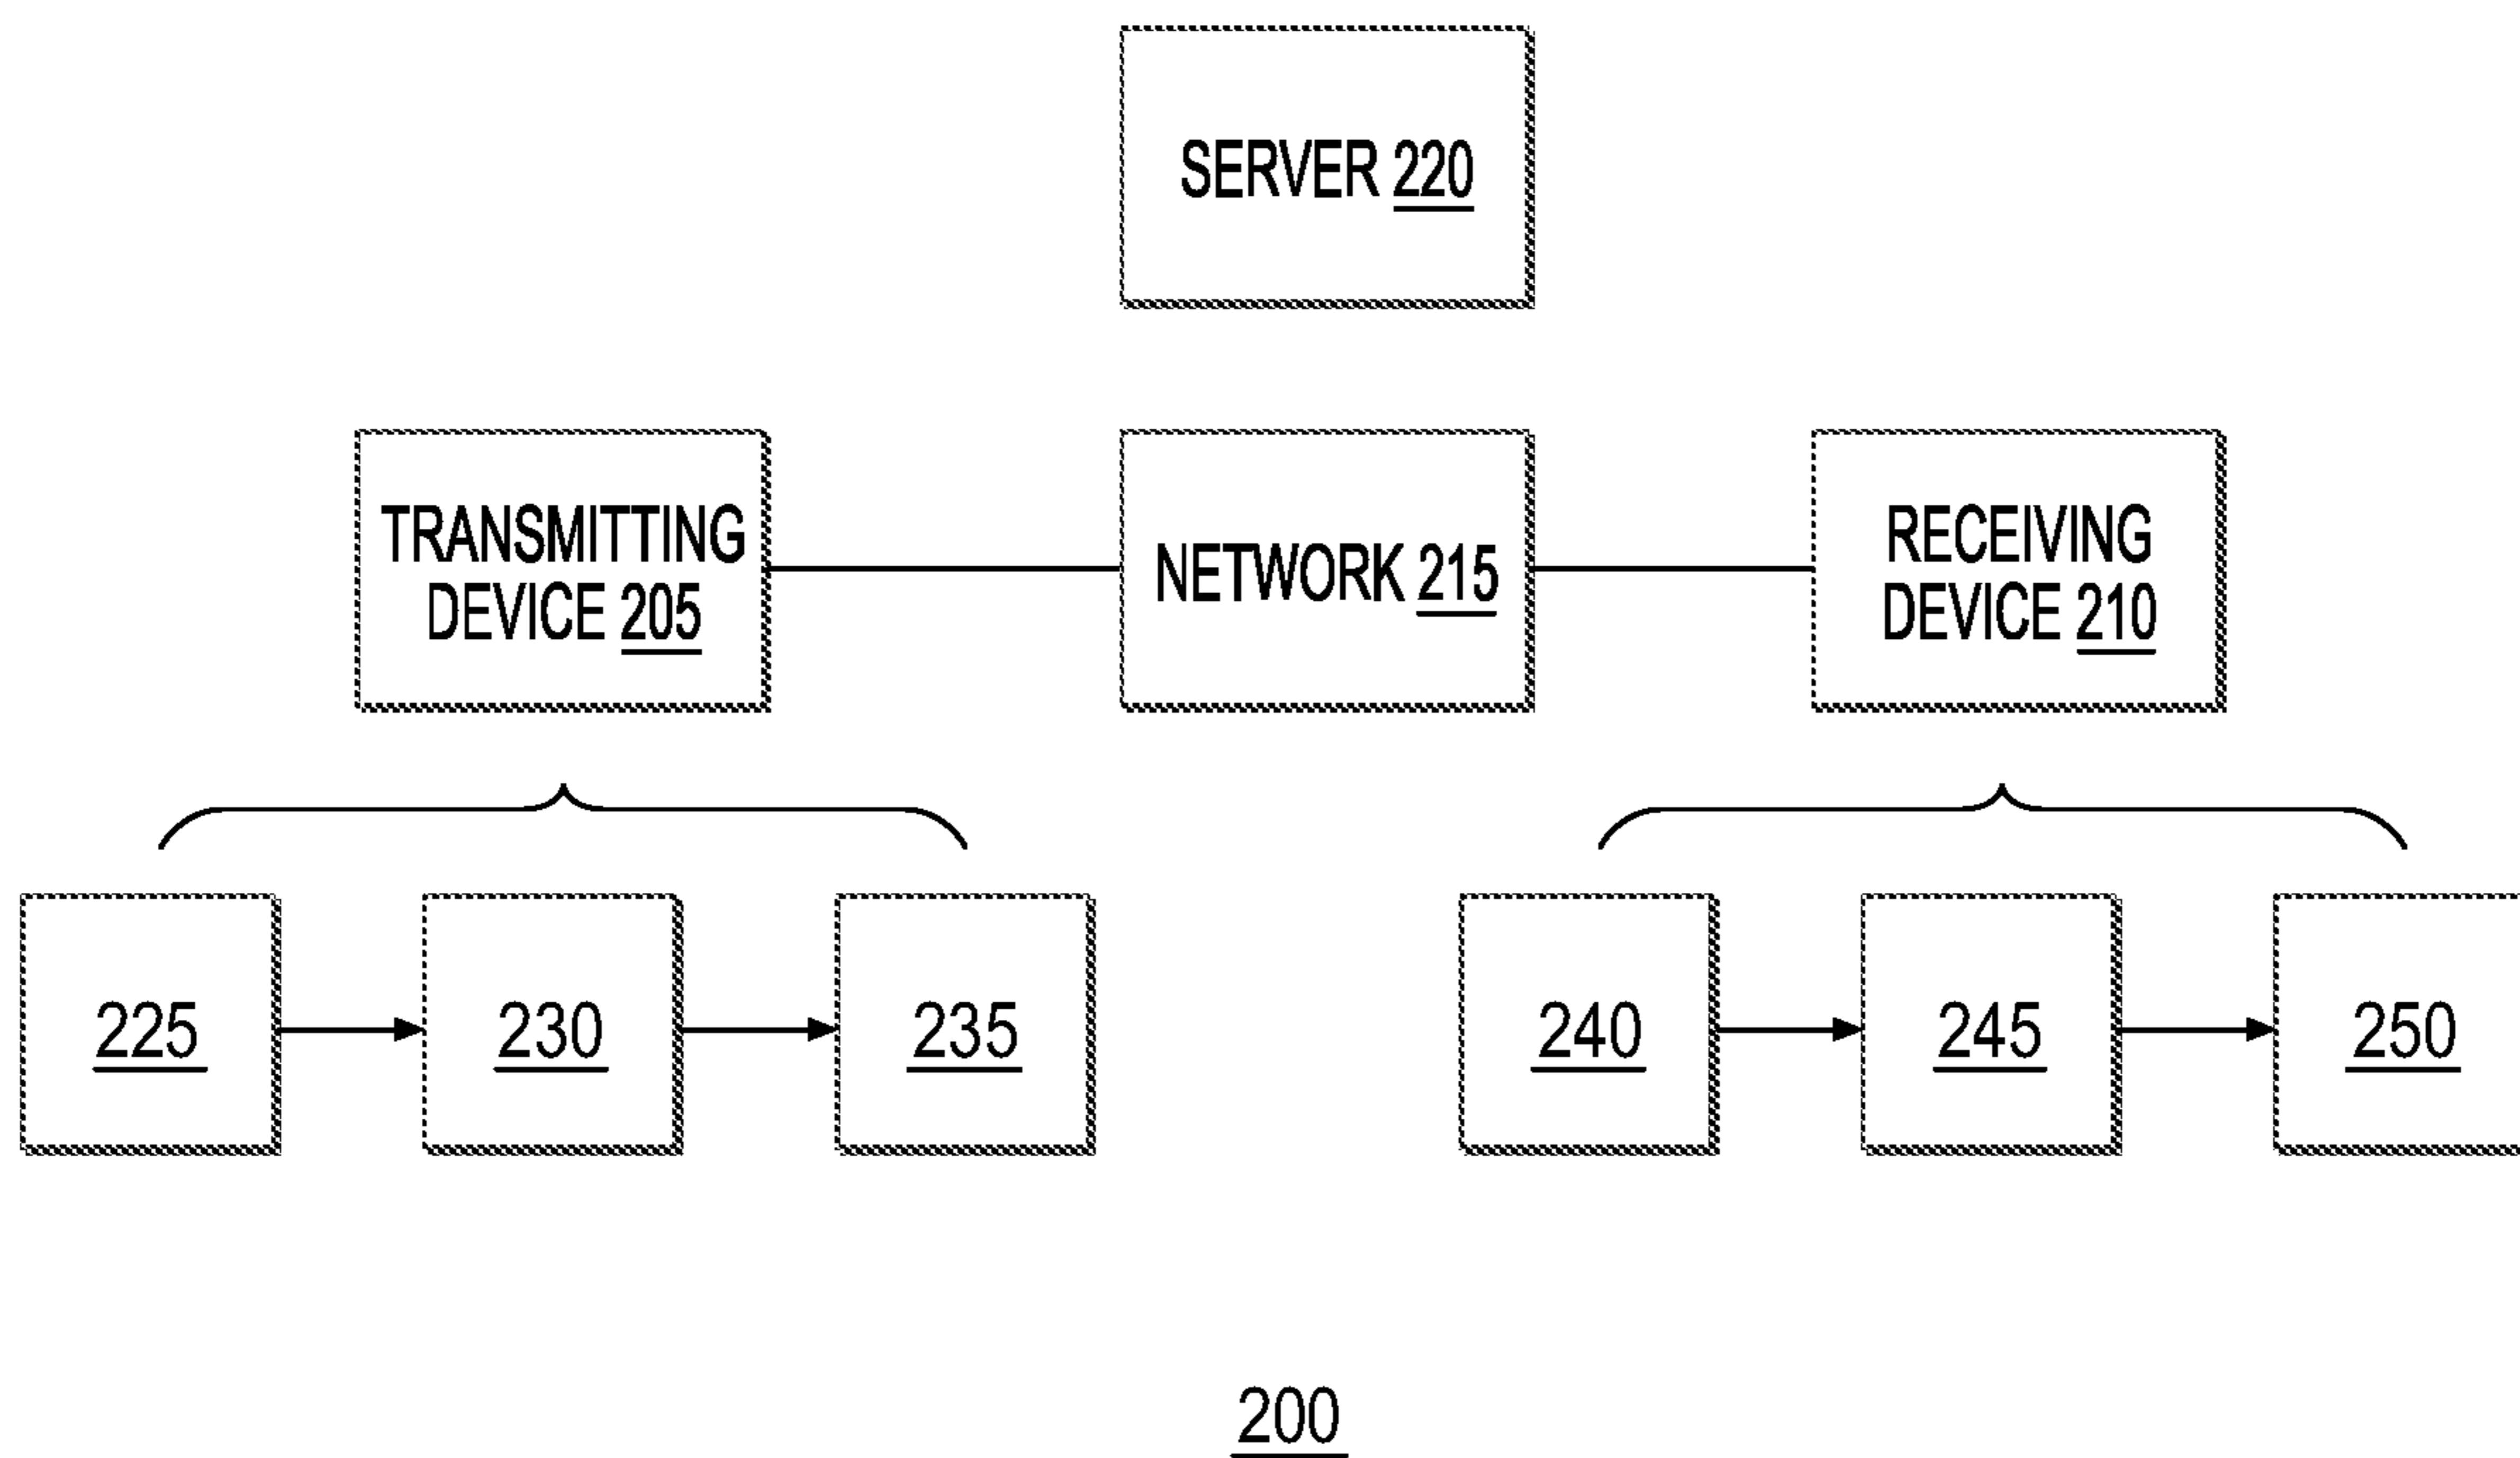 SERVER 220
TRANSMITTING
DEVICE 205
NETWORK 215
RECEIVING
DEVICE 210
225
230
235
240
245
250
200